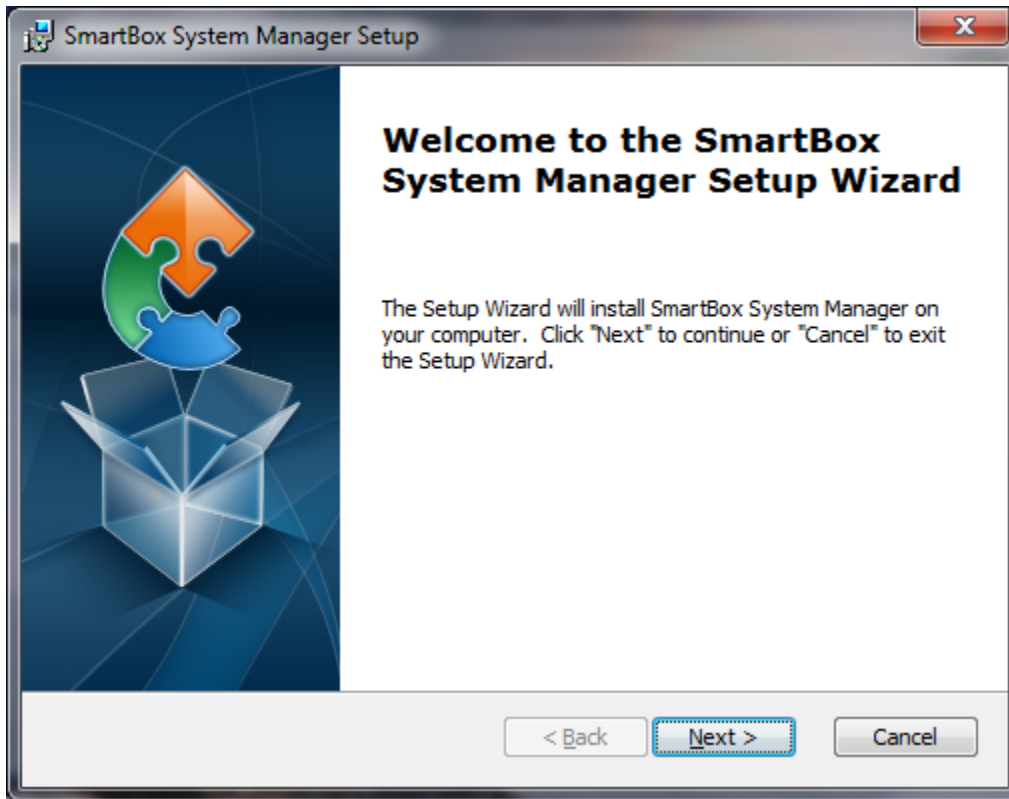 SmartBox System Manager Setup
Welcome to the SmartBox
System Manager Setup Wizard
The Setup Wizard will install SmartBox System Manager on
your computer.  Click "Next" to continue or "Cancel" to exit
the Setup Wizard.
< Back Next > Cancel